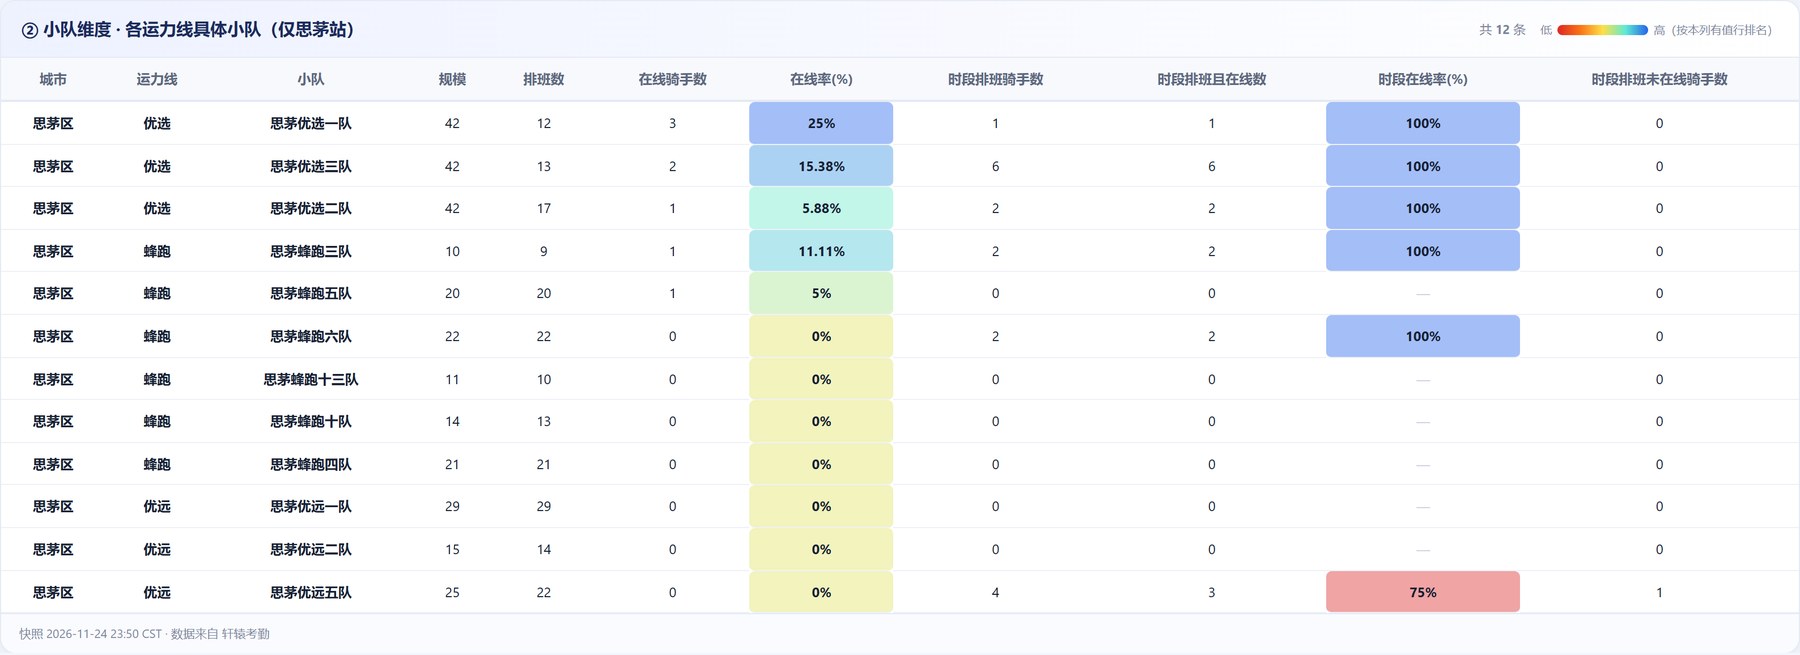 ② 小队维度 · 各运力线具体小队（仅思茅站）
共 12 条 低 高 (按本列有值行排名)
城市 运力线 小队 规模 排班数 在线骑手数 在线率(%) 时段排班骑手数 时段排班且在线数 时段在线率(%) 时段排班未在线骑手数
思茅区 优选 思茅优选一队 42 12 3 25% 1 1 100% 0
思茅区 优选 思茅优选三队 42 13 2 15.38% 6 6 100% 0
思茅区 优选 思茅优选二队 42 17 1 5.88% 2 2 100% 0
思茅区 蜂跑 思茅蜂跑三队 10 9 1 11.11% 2 2 100% 0
思茅区 蜂跑 思茅蜂跑五队 20 20 1 5% 0 0 — 0
思茅区 蜂跑 思茅蜂跑六队 22 22 0 0% 2 2 100% 0
思茅区 蜂跑 思茅蜂跑十三队 11 10 0 0% 0 0 — 0
思茅区 蜂跑 思茅蜂跑十队 14 13 0 0% 0 0 — 0
思茅区 蜂跑 思茅蜂跑四队 21 21 0 0% 0 0 — 0
思茅区 优远 思茅优远一队 29 29 0 0% 0 0 — 0
思茅区 优远 思茅优远二队 15 14 0 0% 0 0 — 0
思茅区 优远 思茅优远五队 25 22 0 0% 4 3 75% 1
快照 2026-11-24 23:50 CST · 数据来自 轩辕考勤